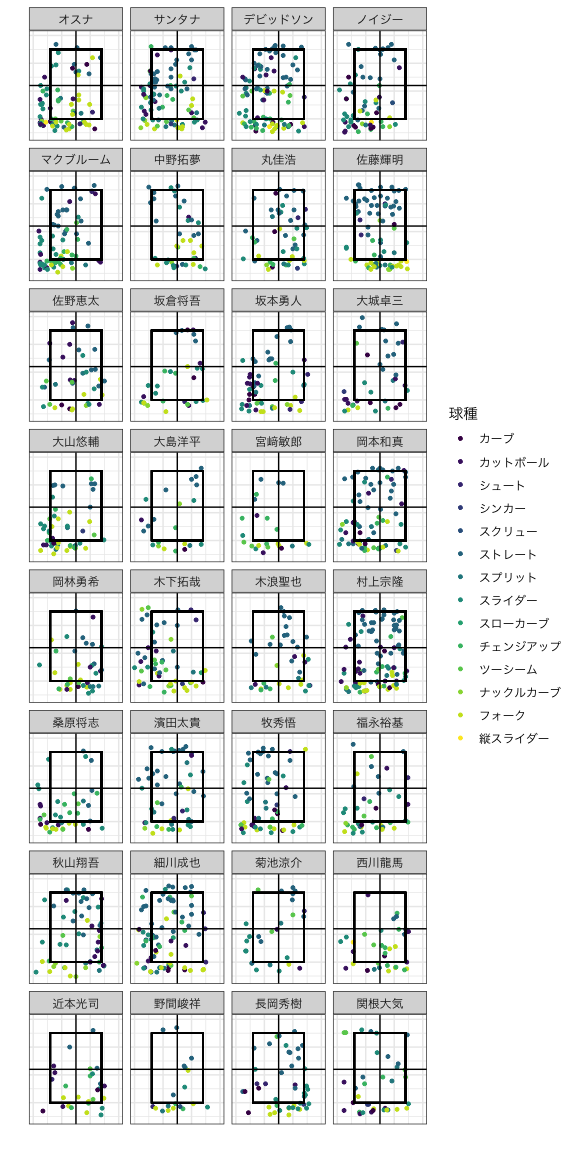 オスナ
サンタナ
デビッドソン
ノイジー
マクブルーム
中野拓夢
丸佳浩
佐藤輝明
佐野恵太
坂倉将吾
坂本勇人
大城卓三
大山悠輔
大島洋平
宮﨑敏郎
岡本和真
岡林勇希
木下拓哉
木浪聖也
村上宗隆
桑原将志
濱田太貴
牧秀悟
福永裕基
秋山翔吾
細川成也
菊池涼介
西川龍馬
近本光司
野間峻祥
長岡秀樹
関根大気
球種
カーブ
カットボール
シュート
シンカー
スクリュー
ストレート
スプリット
スライダー
スローカーブ
チェンジアップ
ツーシーム
ナックルカーブ
フォーク
縦スライダー